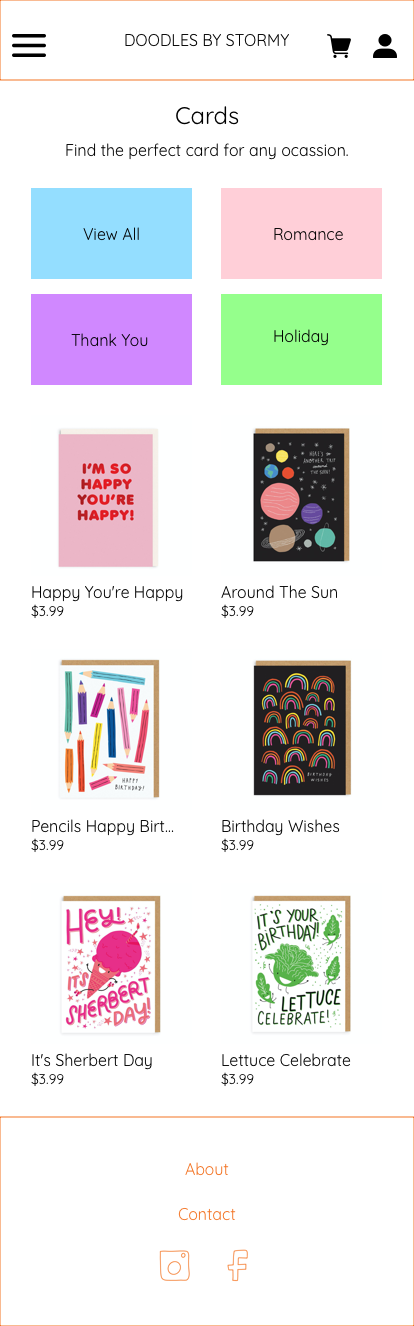 DOODLES BY STORMY
Cards
Find the perfect card for any ocassion.
View All
Romance
Thank You
Holiday
I'M SO
HAPPY
YOU'RE
HAPPY!
HERE'S TO
ANOTHER TRIP
around
THE SUN!
Happy You're Happy
$3.99
Around The Sun
$3.99
HAPPY
BIRTHDAY!
BIRTHDAY
WISHES
Pencils Happy Birt...
$3.99
Birthday Wishes
$3.99
HEY!
IT'S
SHERBERT
DAY!
IT'S YOUR
BIRTHDAY!
LETTUCE
CELEBRATE!
It's Sherbert Day
$3.99
Lettuce Celebrate
$3.99
About
Contact